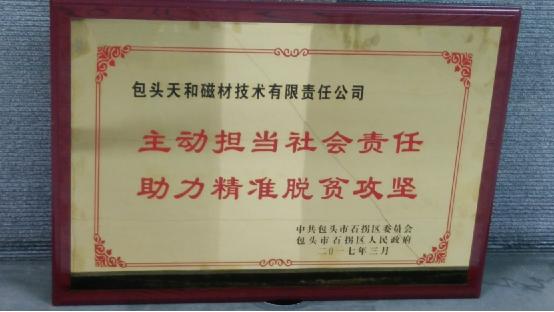 包头天和磁材技术有限责任公司
主动担当社会责任
助力精准脱贫攻坚
中共包头市石拐区委员会
包头市石拐区人民政府
二〇一七年三月